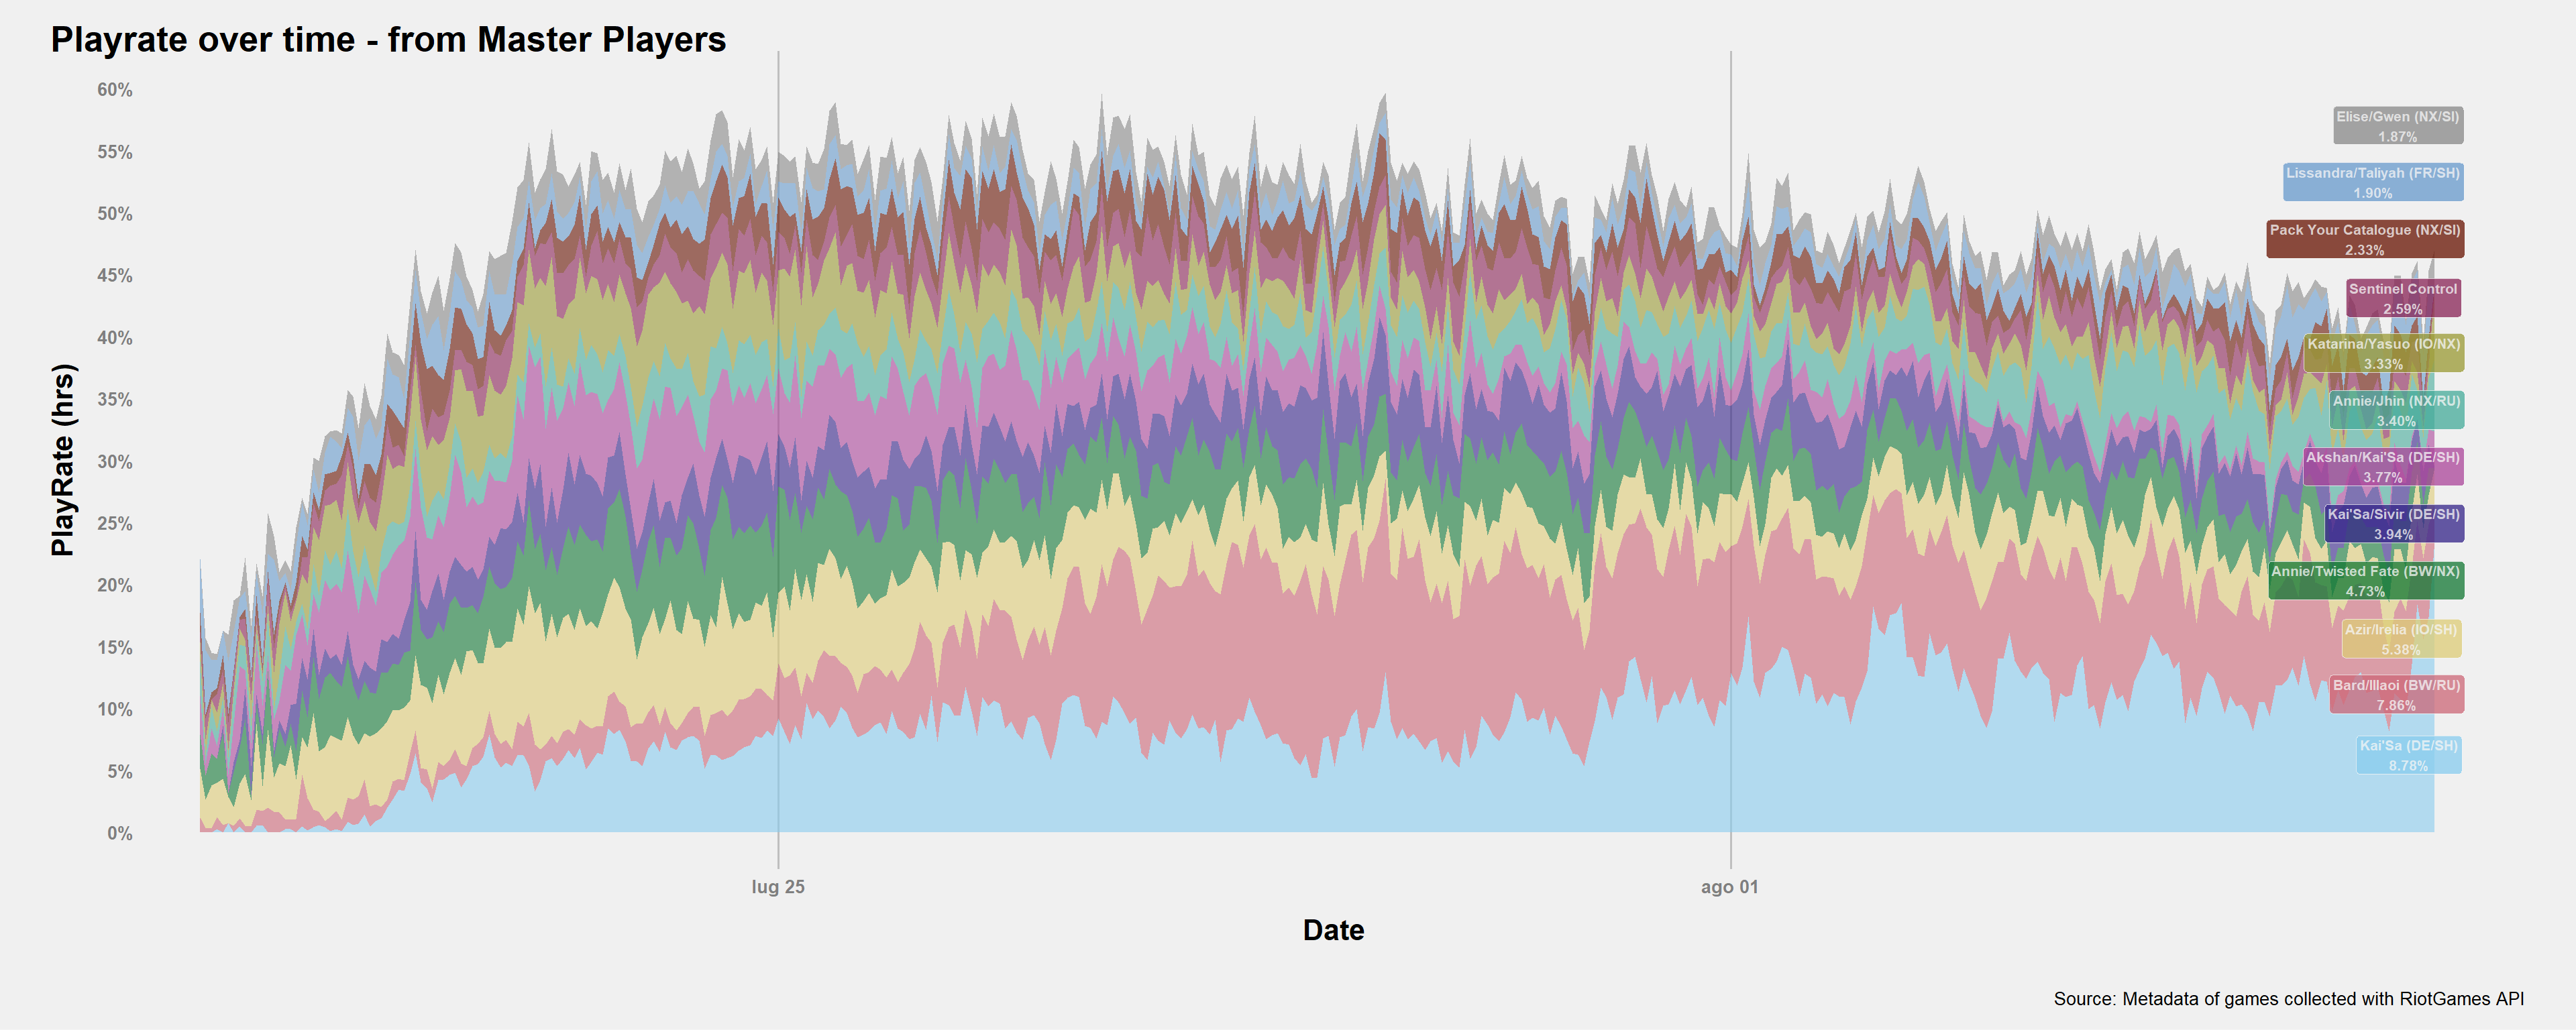 Playrate over time - from Master Players
60%
55%
50%
45%
40%
35%
30%
25%
20%
15%
10%
5%
0%
PlayRate (hrs)
Elise/Gwen (NX/SI)
1.87%
Lissandra/Taliyah (FR/SH)
1.90%
Pack Your Catalogue (NX/SI)
2.33%
Sentinel Control
2.59%
Katarina/Yasuo (IO/NX)
3.33%
Annie/Jhin (NX/RU)
3.40%
Akshan/Kai'Sa (DE/SH)
3.77%
Kai'Sa/Sivir (DE/SH)
3.94%
Annie/Twisted Fate (BW/NX)
4.73%
Azir/Irelia (IO/SH)
5.38%
Bard/Illaoi (BW/RU)
7.86%
Kai'Sa (DE/SH)
8.78%
lug 25
ago 01
Date
Source: Metadata of games collected with RiotGames API